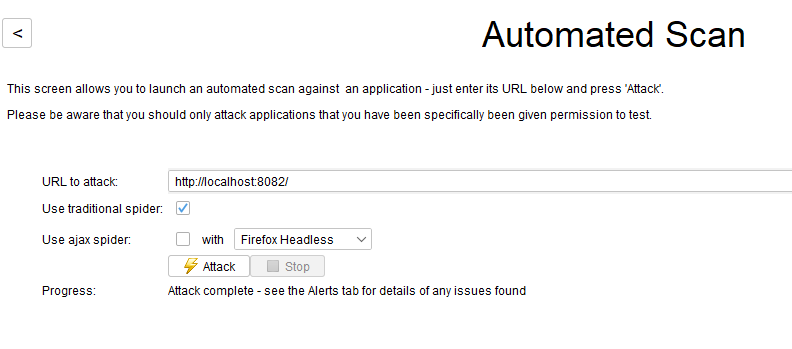 <
Automated Scan
This screen allows you to launch an automated scan against  an application - just enter its URL below and press 'Attack'.
Please be aware that you should only attack applications that you have been specifically been given permission to test.
URL to attack: http://localhost:8082/
Use traditional spider:
Use ajax spider: with Firefox Headless
Attack Stop
Progress: Attack complete - see the Alerts tab for details of any issues found